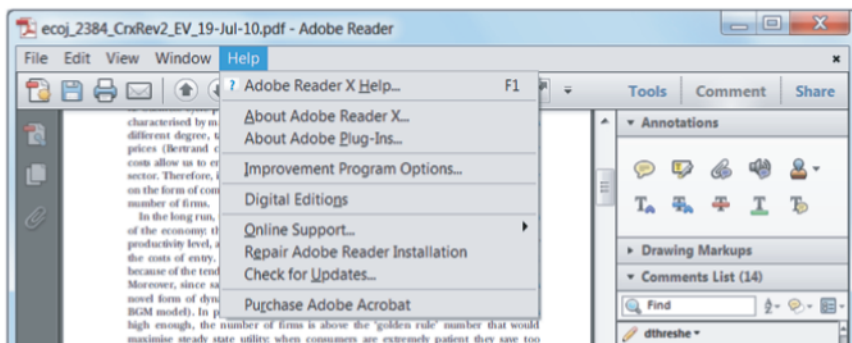 ecoj_2384_CrxRev2_EV_19-Jul-10.pdf - Adobe Reader
File Edit View Window Help
Adobe Reader X Help... F1
About Adobe Reader X...
About Adobe Plug-Ins...
Improvement Program Options...
Digital Editions
Online Support...
Repair Adobe Reader Installation
Check for Updates...
Purchase Adobe Acrobat
Tools Comment Share
Annotations
Drawing Markups
Comments List (14)
Find
dthreshe
characterised by m
different degree, t
prices (Bertrand c
costs allow us to er
sector. Therefore, i
on the form of com
number of firms.
In the long run,
of the economy: th
productivity level, a
the costs of entry.
because of the tend
Moreover, since sa
novel form of dyna
BGM model). In p
high enough, the number of firms is above the 'golden rule' number that would
maximise steady state utility: when consumers are extremely patient they save too